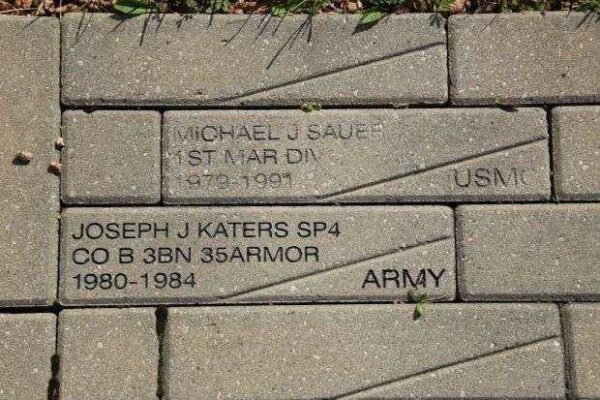 MICHAEL J SAUER
1ST MAR DIV
1979-1991
USMC
JOSEPH J KATERS SP4
CO B 3BN 35ARMOR
1980-1984
ARMY